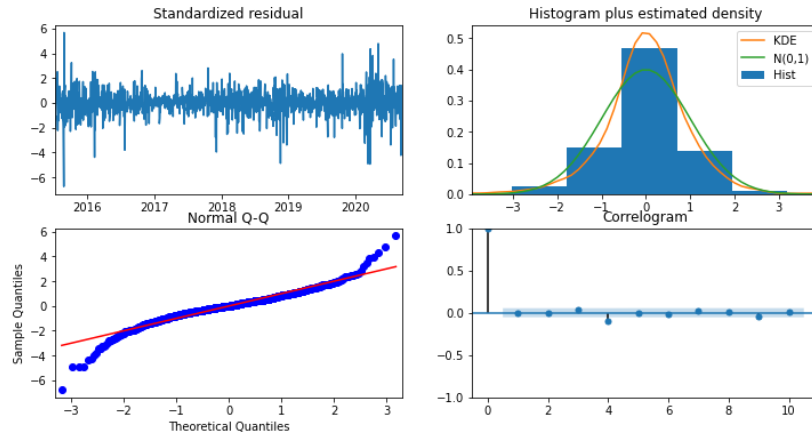 Standardized residual
6
4
2
0
−2
−4
−6
2016 2017 2018 2019 2020
Histogram plus estimated density
0.5
0.4
0.3
0.2
0.1
0.0
KDE
N(0,1)
Hist
−3 −2 −1 0 1 2 3
Normal Q-Q
Sample Quantiles
6
4
2
0
−2
−4
−6
−3 −2 −1 0 1 2 3
Theoretical Quantiles
Correlogram
1.0
0.5
0.0
−0.5
−1.0
0 2 4 6 8 10